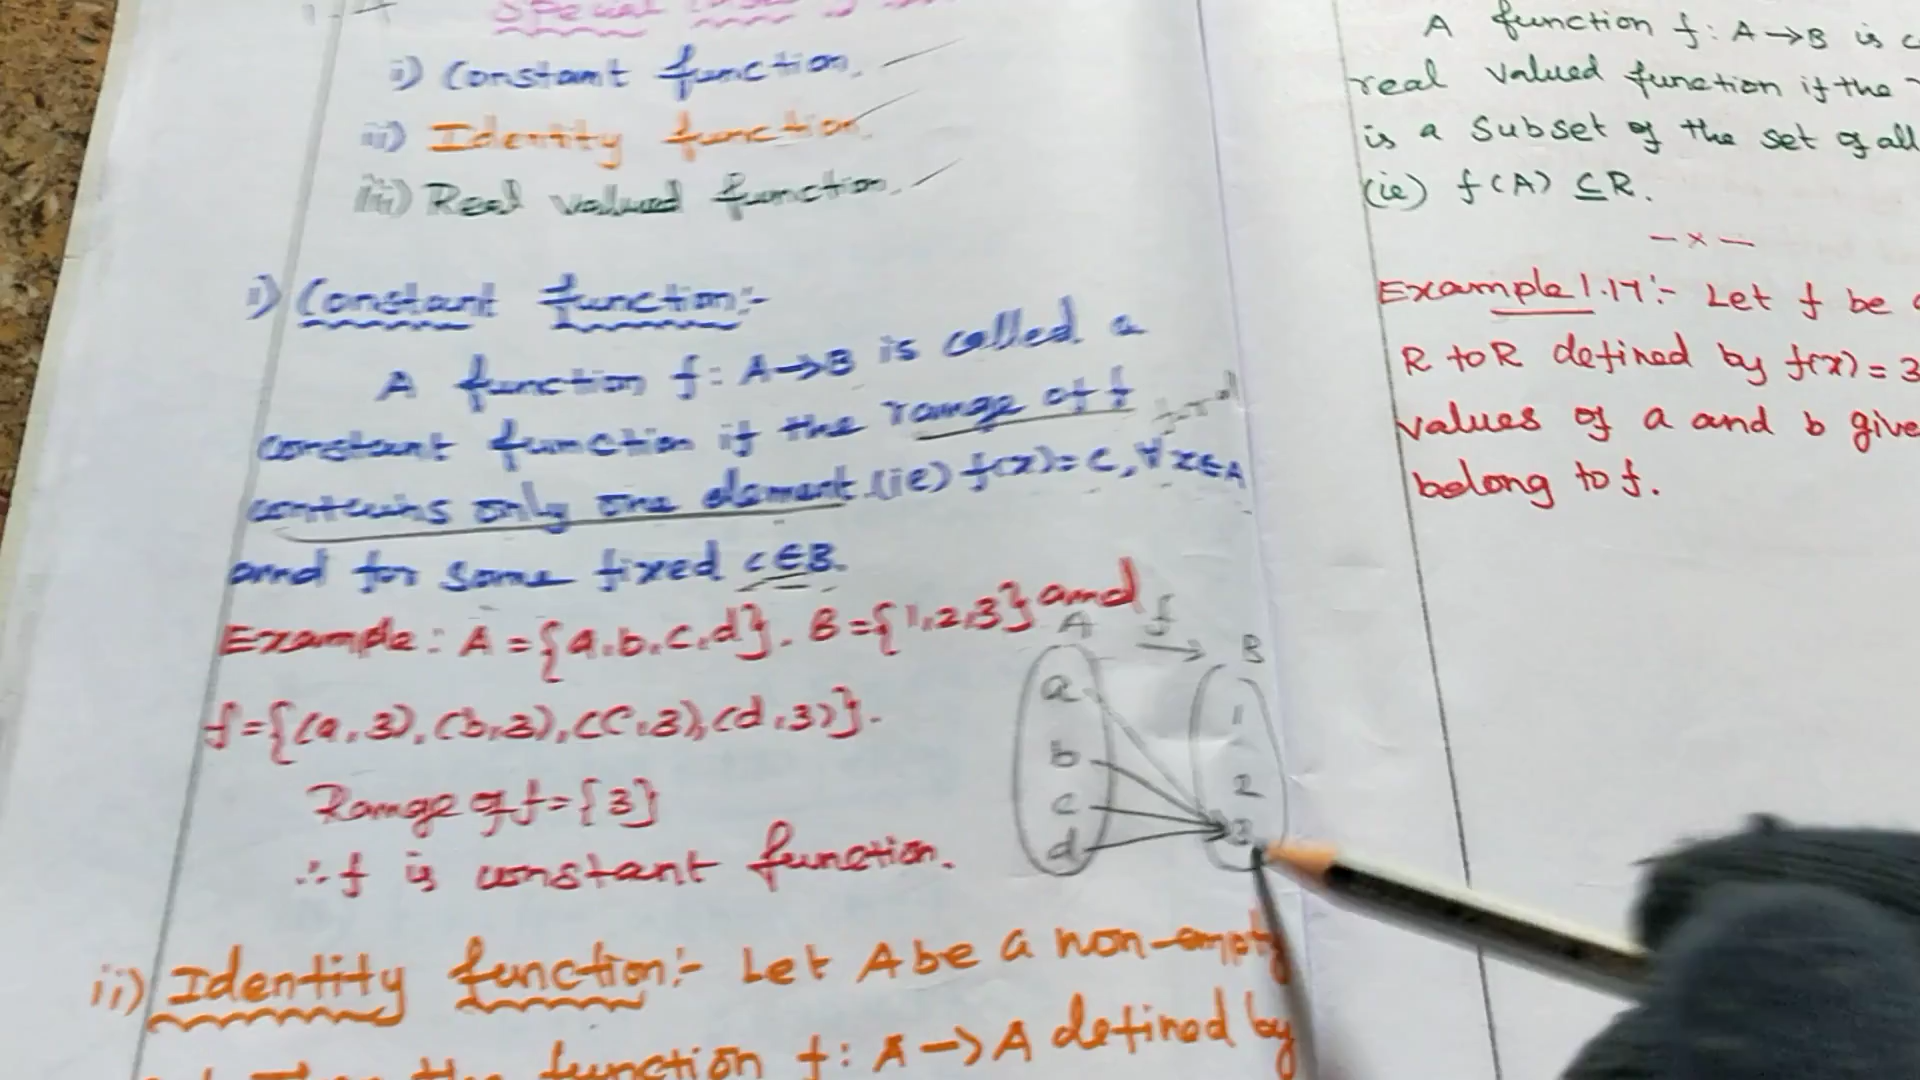 Special
i) Constant function.
ii) Identity function.
iii) Real valued function.
i) Constant function:-
A function f: A→B is called a
constant function if the range of f
contains only one element (ie) f(x)=c, ∀ x∈A
and for some fixed c∈B.
Example: A={a,b,c,d}. B={1,2,3} and
f={(a,3),(b,3),(c,3),(d,3)}.
Range of f={3}
∴ f is constant function.
A f B
a 1
b 2
c 3
d
ii) Identity function:- Let A be a non-empty
the function f: A→A defined by
A function f: A→B is
real valued function if the
is a subset of the set of all
(ie) f(A) ⊆R.
—x—
Example 1.17:- Let f be
R to R defined by f(x)=3
values of a and b give
belong to f.